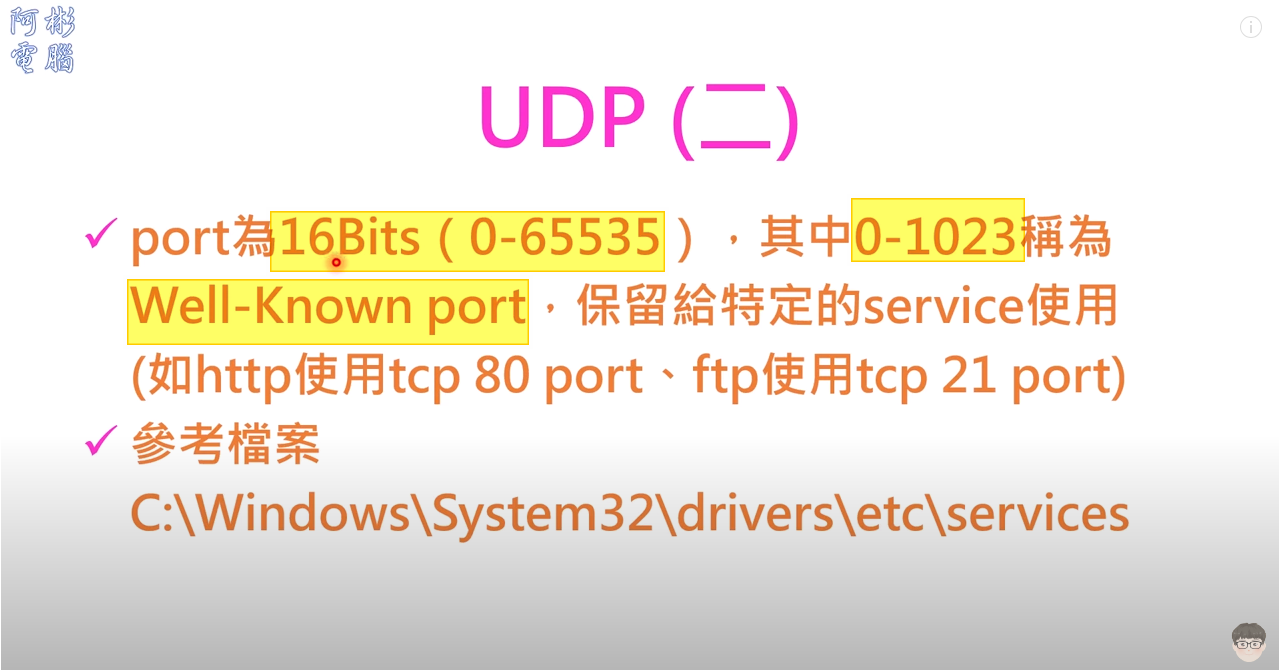 阿彬
電腦
UDP (二)
✓ port為16Bits（0-65535），其中0-1023稱為
Well-Known port，保留給特定的service使用
(如http使用tcp 80 port、ftp使用tcp 21 port)
✓ 參考檔案
C:\Windows\System32\drivers\etc\services